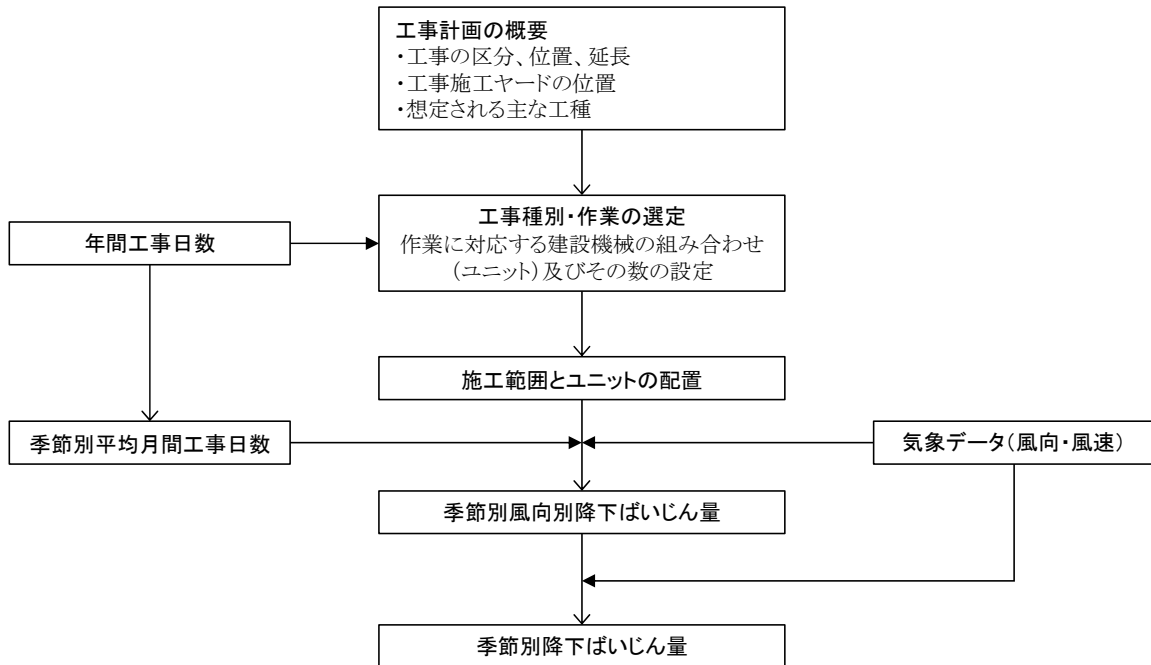 工事計画の概要
・工事の区分、位置、延長
・工事施工ヤードの位置
・想定される主な工種
工事種別・作業の選定
作業に対応する建設機械の組み合わせ
(ユニット)及びその数の設定
年間工事日数
施工範囲とユニットの配置
季節別平均月間工事日数
気象データ(風向・風速)
季節別風向別降下ばいじん量
季節別降下ばいじん量